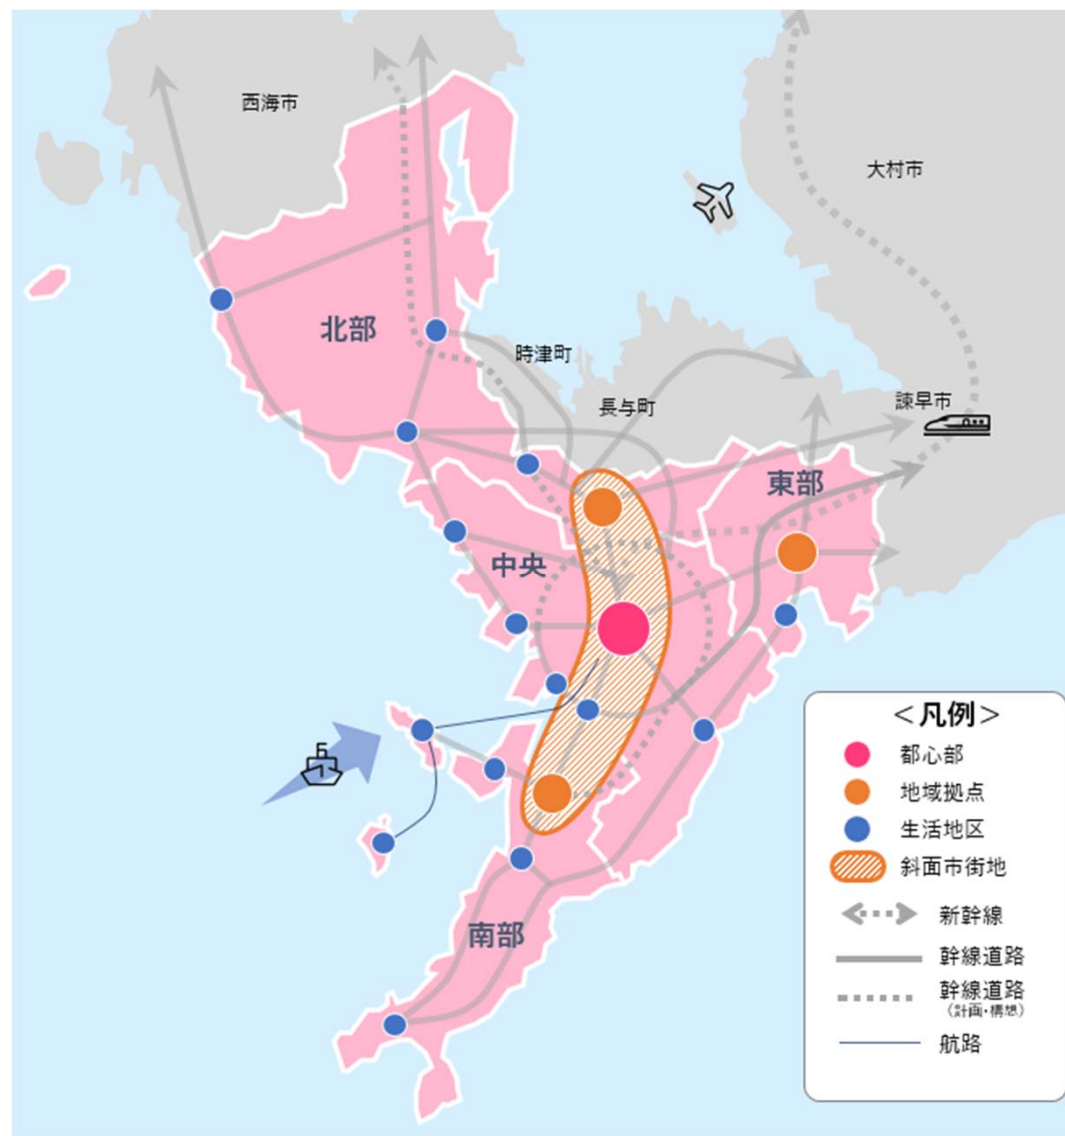 西海市
大村市
北部
時津町
長与町
諫早市
東部
中央
南部
＜凡例＞
都心部
地域拠点
生活地区
斜面市街地
新幹線
幹線道路
幹線道路
（計画・構想）
航路